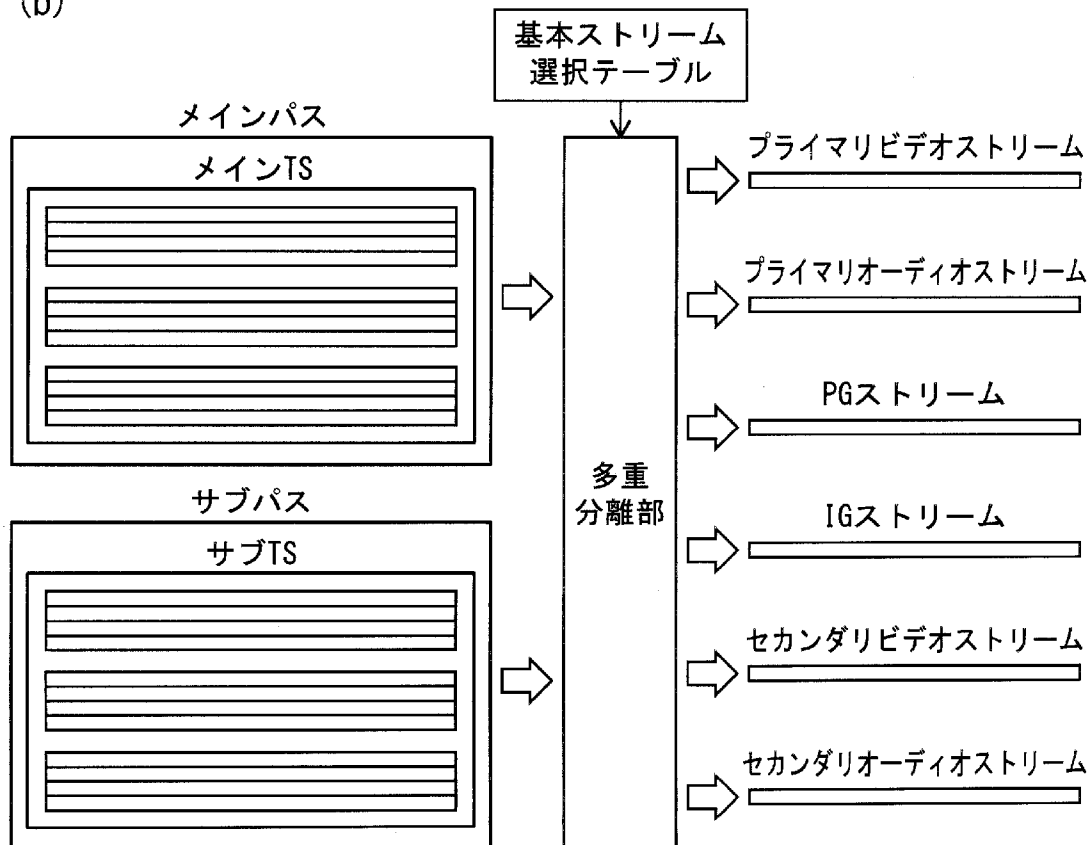 (b)
基本ストリーム
選択テーブル
メインパス
メインTS
サブパス
サブTS
多重
分離部
プライマリビデオストリーム
プライマリオーディオストリーム
PGストリーム
IGストリーム
セカンダリビデオストリーム
セカンダリオーディオストリーム